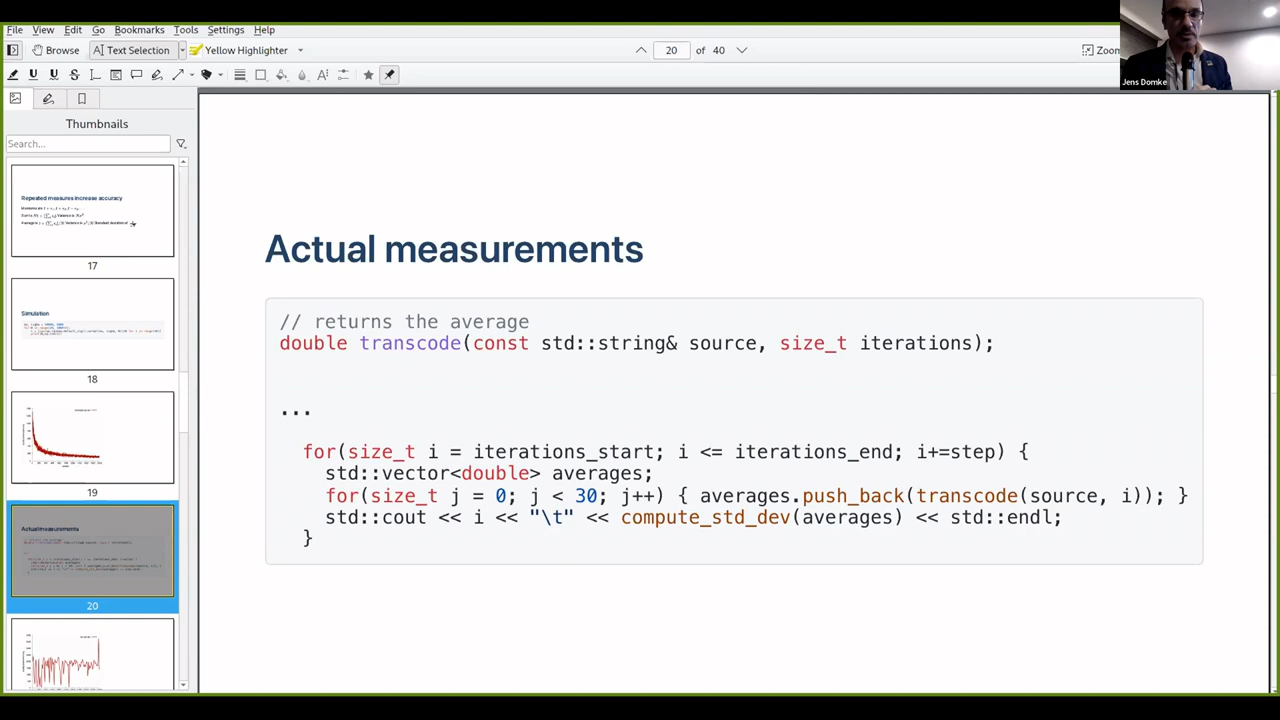 File View Edit Go Bookmarks Tools Settings Help
Browse Text Selection Yellow Highlighter 20 of 40 Zoom
Jens Domke
Thumbnails
Search...
Repeated measures increase accuracy
17
Simulation
18
19
Actual measurements
20
Actual measurements
// returns the average
double transcode(const std::string& source, size_t iterations);
...
for(size_t i = iterations_start; i <= iterations_end; i+=step) {
std::vector<double> averages;
for(size_t j = 0; j < 30; j++) { averages.push_back(transcode(source, i)); }
std::cout << i << "\t" << compute_std_dev(averages) << std::endl;
}